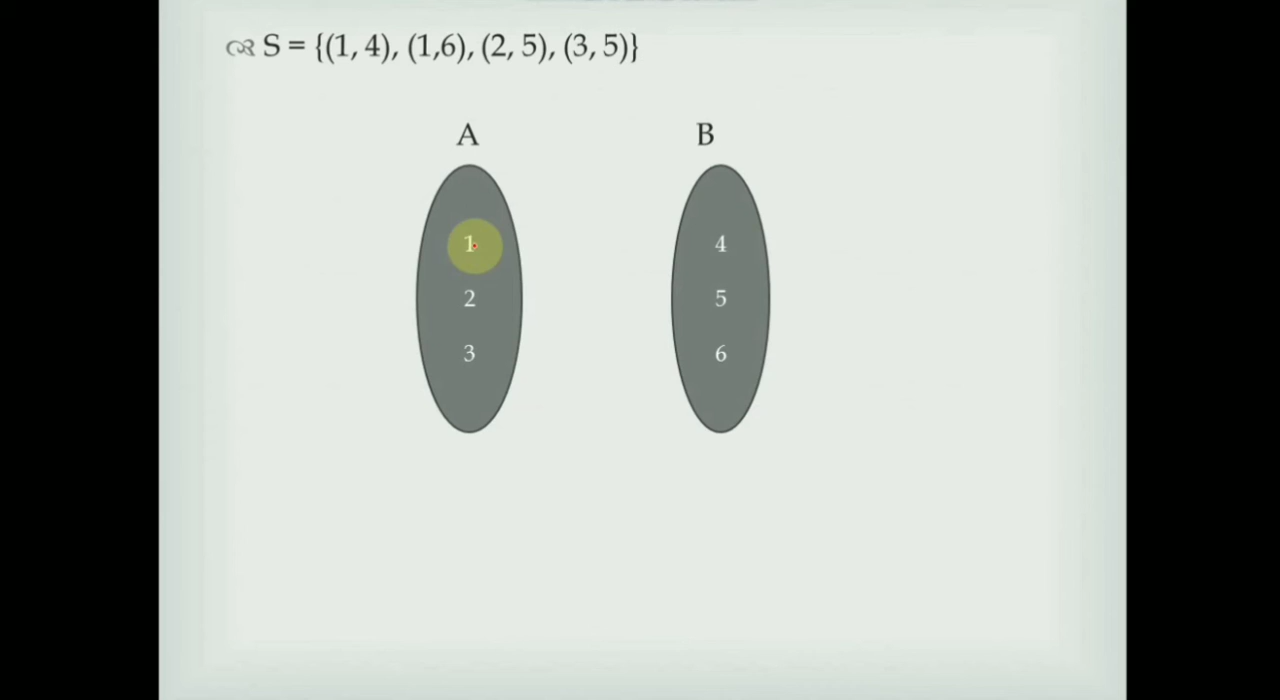 S = {(1, 4), (1,6), (2, 5), (3, 5)}
A B
1 4
2 5
3 6